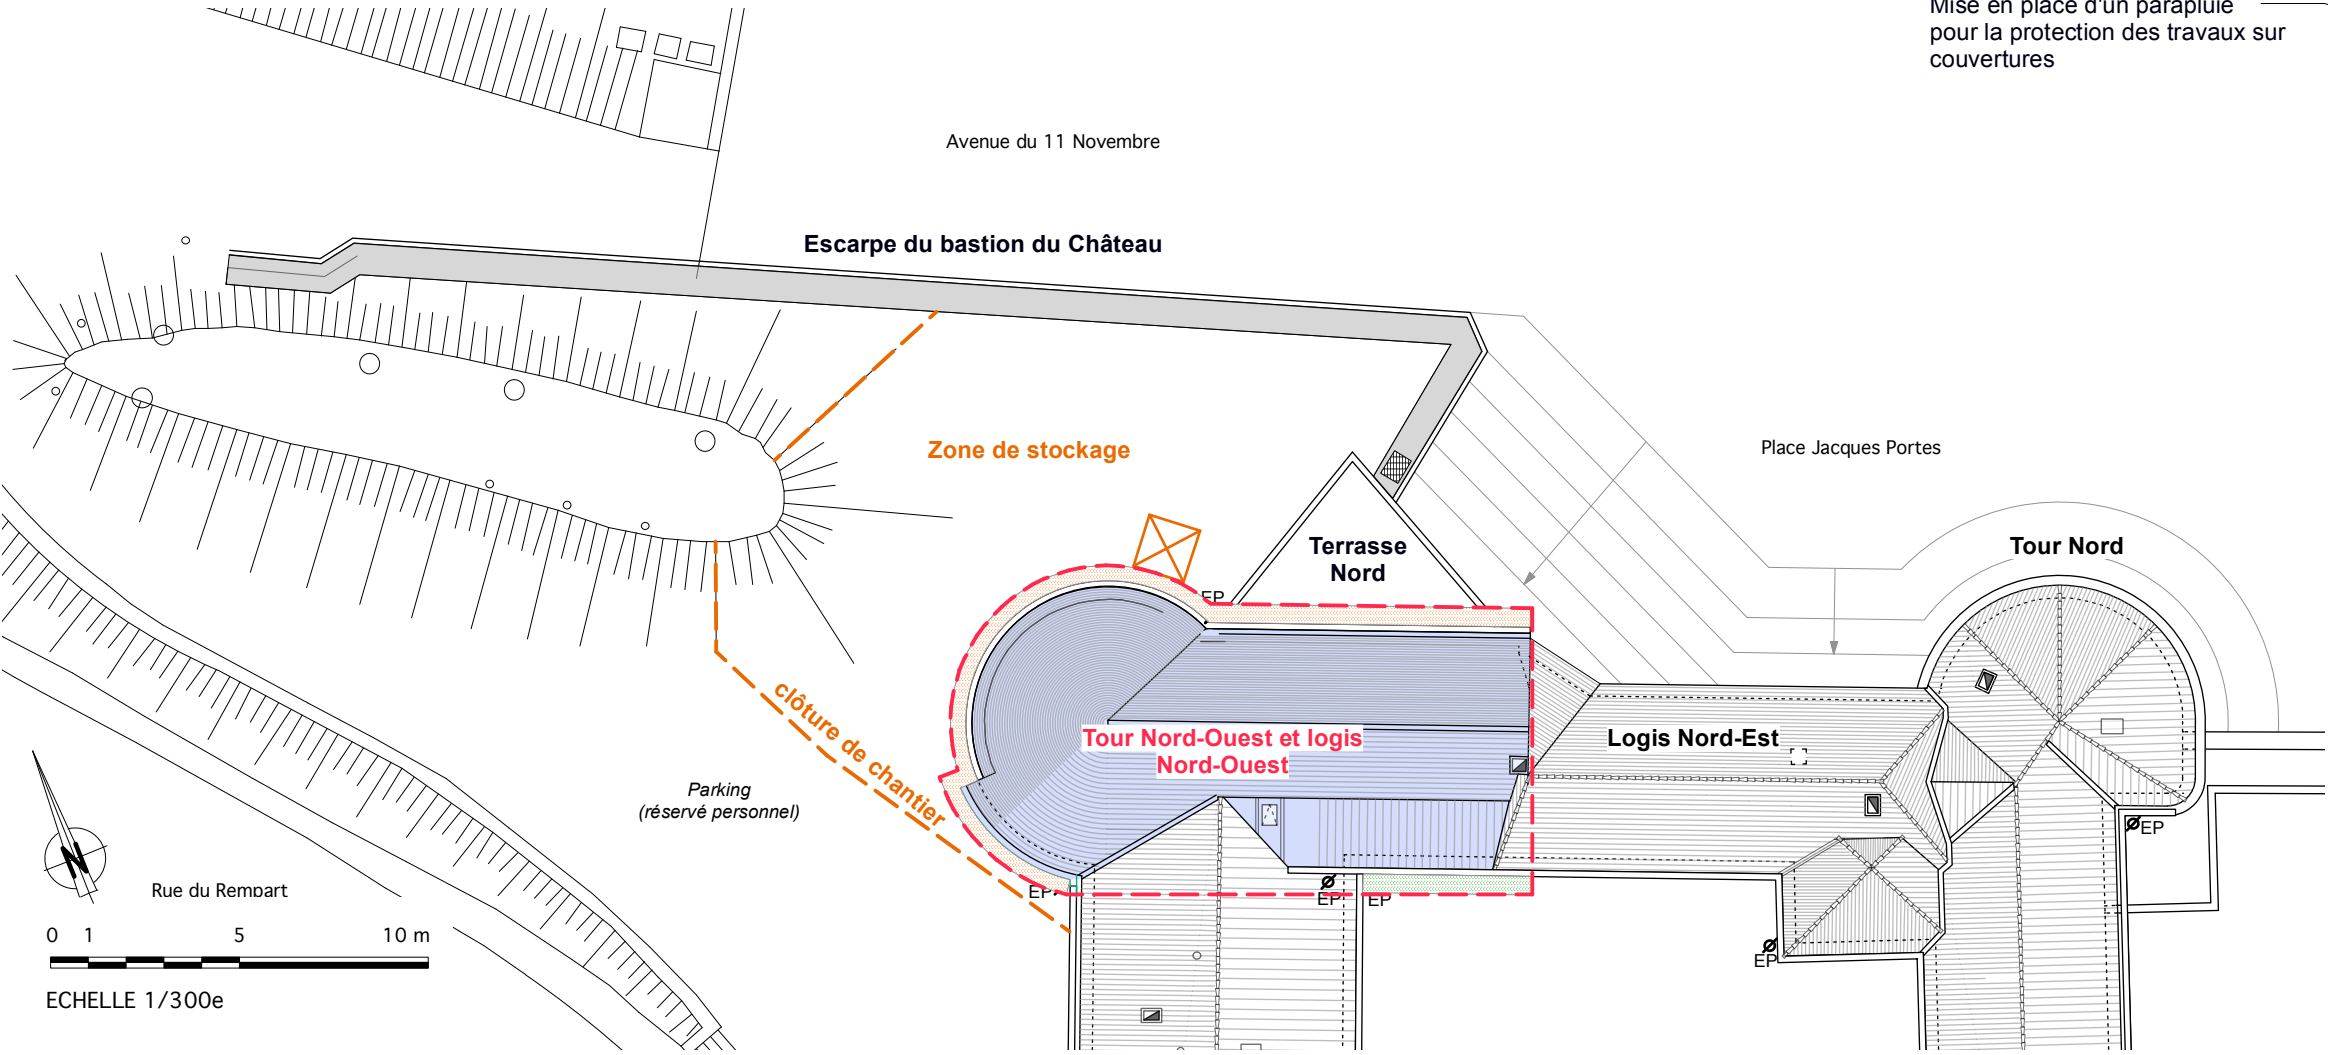 Mise en place d'un parapluie
pour la protection des travaux sur
couvertures
Avenue du 11 Novembre
Escarpe du bastion du Château
Zone de stockage
Place Jacques Portes
Terrasse
Nord
Tour Nord
EP
clôture de chantier
Tour Nord-Ouest et logis
Nord-Ouest
Logis Nord-Est
Parking
(réservé personnel)
EP
N
Rue du Rempart
EP
EP
EP
EP
0 1 5 10 m
ECHELLE 1/300e